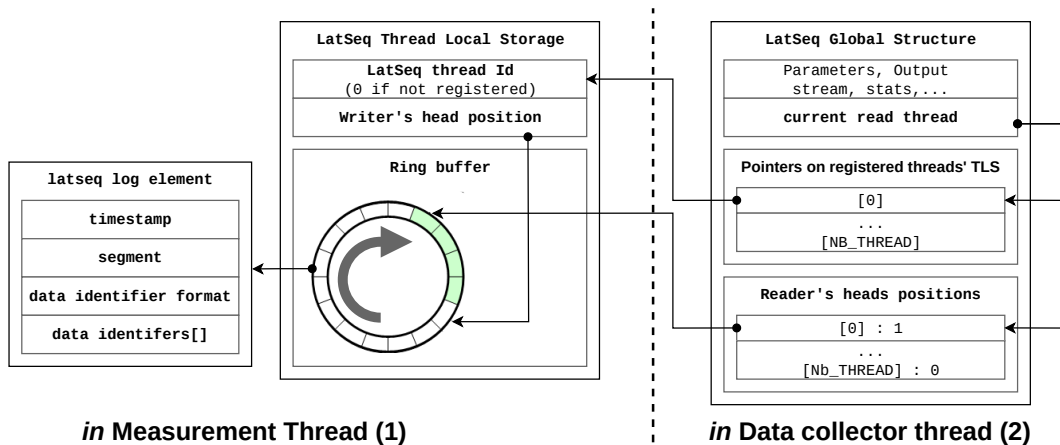 LatSeq Thread Local Storage
LatSeq thread Id
(0 if not registered)
Writer's head position
Ring buffer
latseq log element
timestamp
segment
data identifier format
data identifers[]
in Measurement Thread (1)
LatSeq Global Structure
Parameters, Output
stream, stats,...
current read thread
Pointers on registered threads' TLS
[0]
...
[NB_THREAD]
Reader's heads positions
[0] : 1
...
[Nb_THREAD] : 0
in Data collector thread (2)